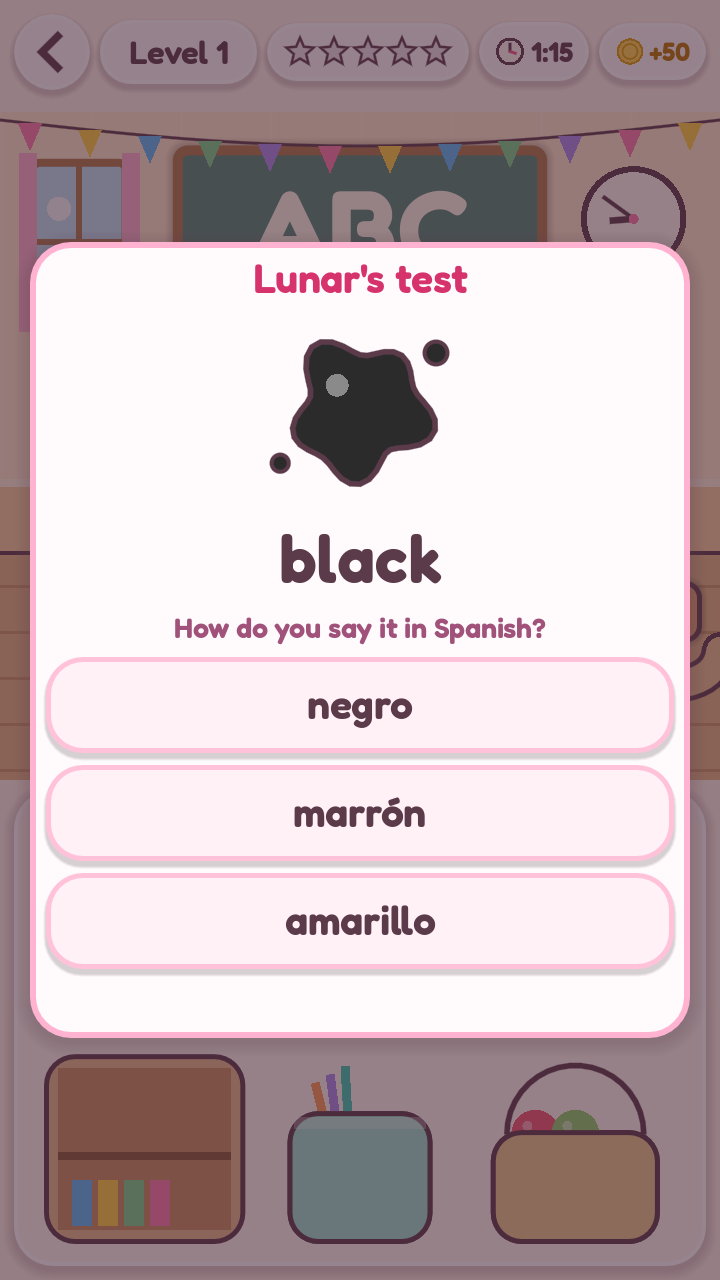 Level 1
1:15
+50
ABC
Lunar's test
black
How do you say it in Spanish?
negro
marrón
amarillo